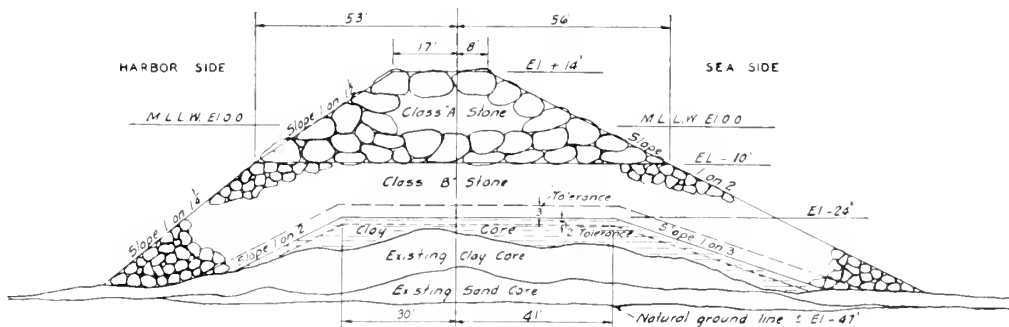 53'
56'
17'
8'
El + 14'
HARBOR SIDE
SEA SIDE
Slope 1 on 1½
Class "A" Stone
M.L.L.W. El 0.0
M.L.L.W. El 0.0
Slope 1 on 2
El. - 10'
Class B" Stone
Slope 1 on 1¼
Tolerance
3'
El - 24'
Clay Core
2' Tolerance
Slope 1 on 2
Slope 1 on 3
Existing Clay Core
Existing Sand Core
Natural ground line ± El - 47'
30'
41'